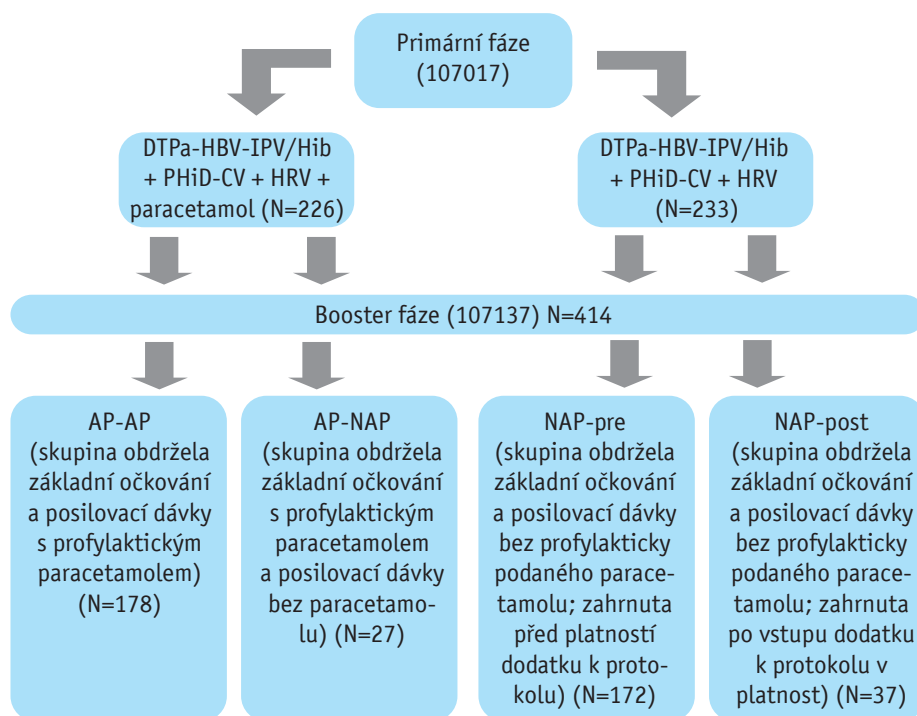 Primární fáze
(107017)
DTPa-HBV-IPV/Hib
+ PHiD-CV + HRV +
paracetamol (N=226)
DTPa-HBV-IPV/Hib
+ PHiD-CV + HRV
(N=233)
Booster fáze (107137) N=414
AP-AP
(skupina obdržela
základní očkování
a posilovací dávky
s profylaktickým
paracetamolem)
(N=178)
AP-NAP
(skupina obdržela
základní očkování
s profylaktickým
paracetamolem
a posilovací dávky
bez paracetamo-
lu) (N=27)
NAP-pre
(skupina obdržela
základní očkování
a posilovací dávky
bez profylakticky
podaného parace-
tamolu; zahrnuta
před platností
dodatku k proto-
kolu) (N=172)
NAP-post
(skupina obdržela
základní očkování
a posilovací dávky
bez profylakticky
podaného parace-
tamolu; zahrnuta
po vstupu dodatku
k protokolu v
platnost) (N=37)